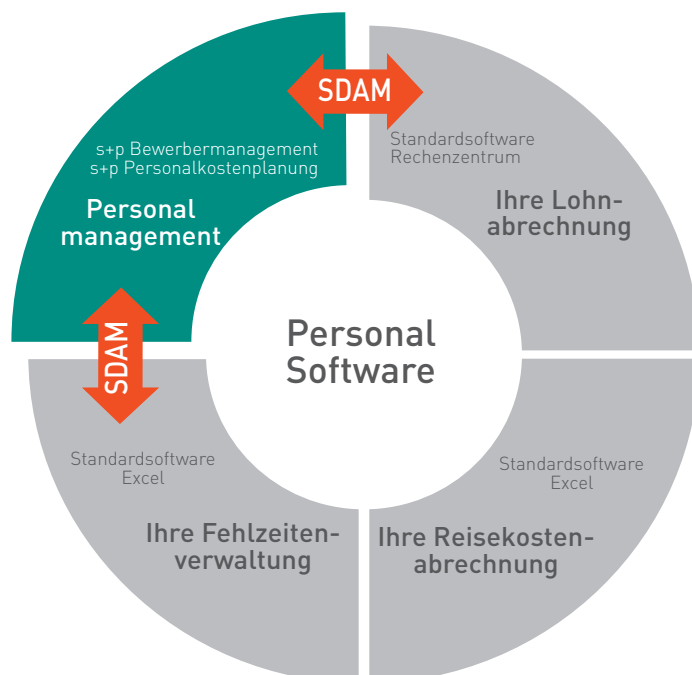 SDAM
s+p Bewerbermanagement
s+p Personalkostenplanung
Personal
management
Standardsoftware
Rechenzentrum
Ihre Lohn-
abrechnung
SDAM
Personal
Software
Standardsoftware
Excel
Ihre Fehlzeiten-
verwaltung
Standardsoftware
Excel
Ihre Reisekosten-
abrechnung